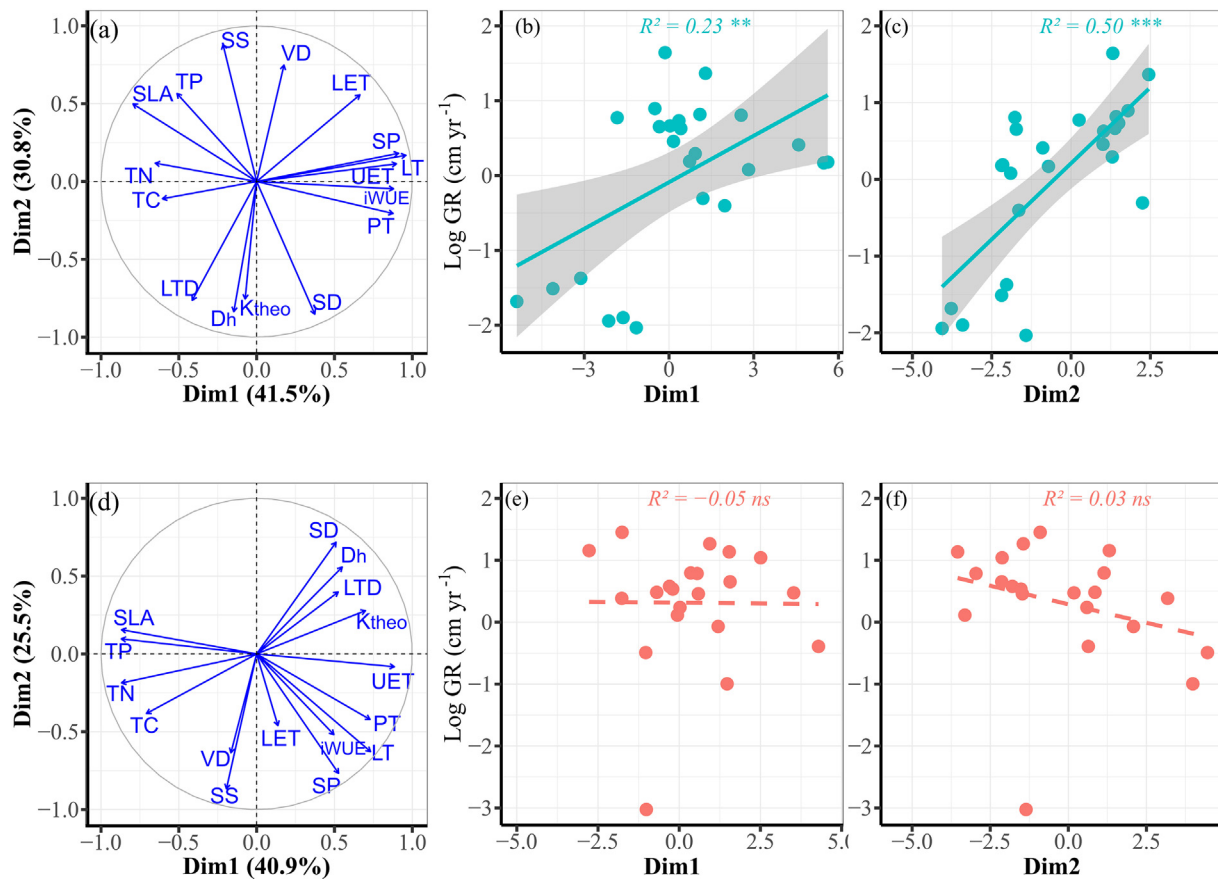 (a)
Dim2 (30.8%)
1.0
0.5
0.0
−0.5
−1.0
SS
VD
TP
LET
SLA
SP
LT
TN
UET
TC
iWUE
PT
LTD
Dh
Ktheo
SD
−1.0 −0.5 0.0 0.5 1.0
Dim1 (41.5%)
(b)
R² = 0.23 **
Log GR (cm yr⁻¹)
2
1
0
−1
−2
−3 0 3 6
Dim1
(c)
R² = 0.50 ***
2
1
0
−1
−2
−5.0 −2.5 0.0 2.5
Dim2
(d)
Dim2 (25.5%)
1.0
0.5
0.0
−0.5
−1.0
SD
Dh
LTD
SLA
Ktheo
TP
UET
TN
TC
PT
LET
iWUE
LT
VD
SP
SS
−1.0 −0.5 0.0 0.5 1.0
Dim1 (40.9%)
(e)
R² = −0.05 ns
Log GR (cm yr⁻¹)
2
1
0
−1
−2
−3
−5.0 −2.5 0.0 2.5 5.0
Dim1
(f)
R² = 0.03 ns
2
1
0
−1
−2
−3
−5.0 −2.5 0.0 2.5
Dim2